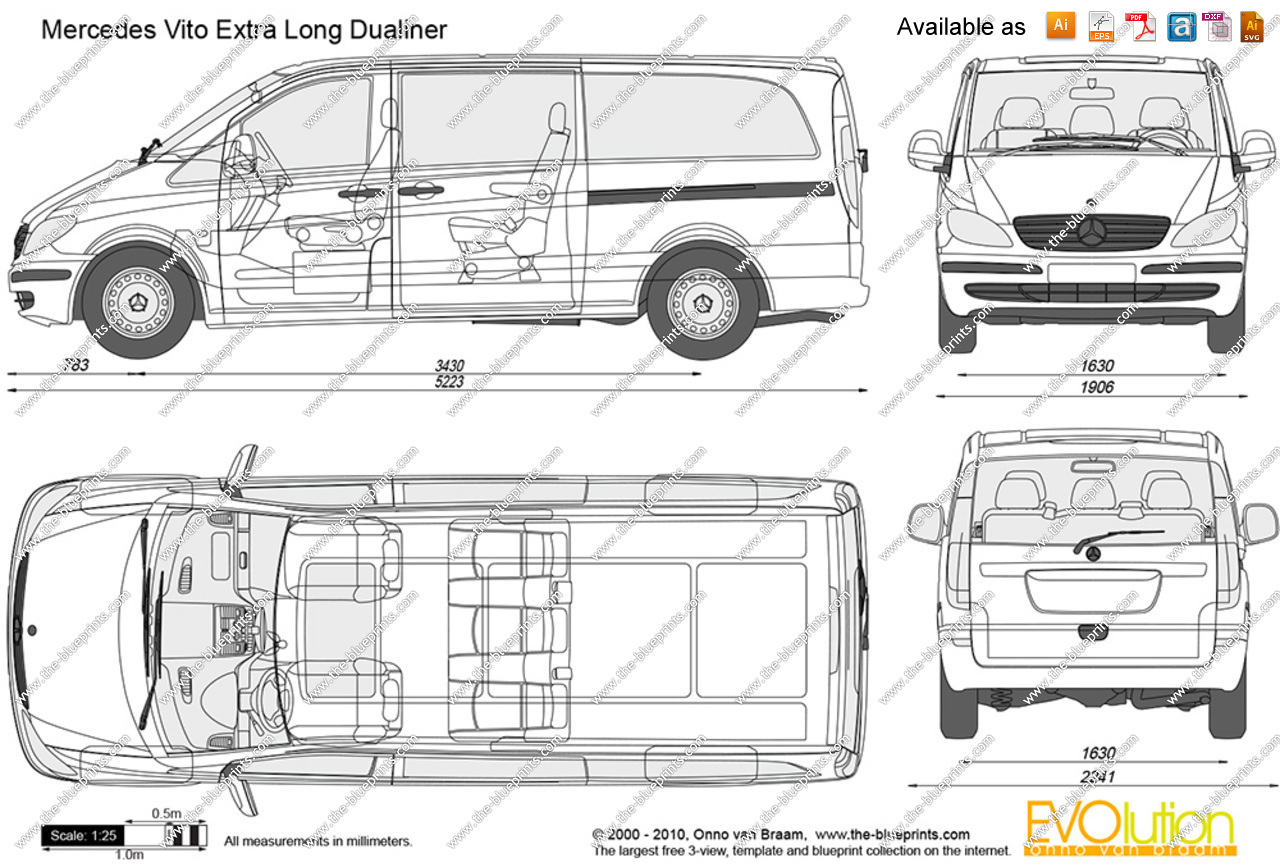 Mercedes Vito Extra Long Dualiner
Available as
Ai
EPS
PDF
a
DXF
Ai
SVG
3430
5223
1630
1906
1630
2341
0.5m
Scale: 1:25
1.0m
All measurements in millimeters.
© 2000 - 2010, Onno van Braam, www.the-blueprints.com
The largest free 3-view, template and blueprint collection on the internet.
EVOlution
onno van braam
www.the-blueprints.com